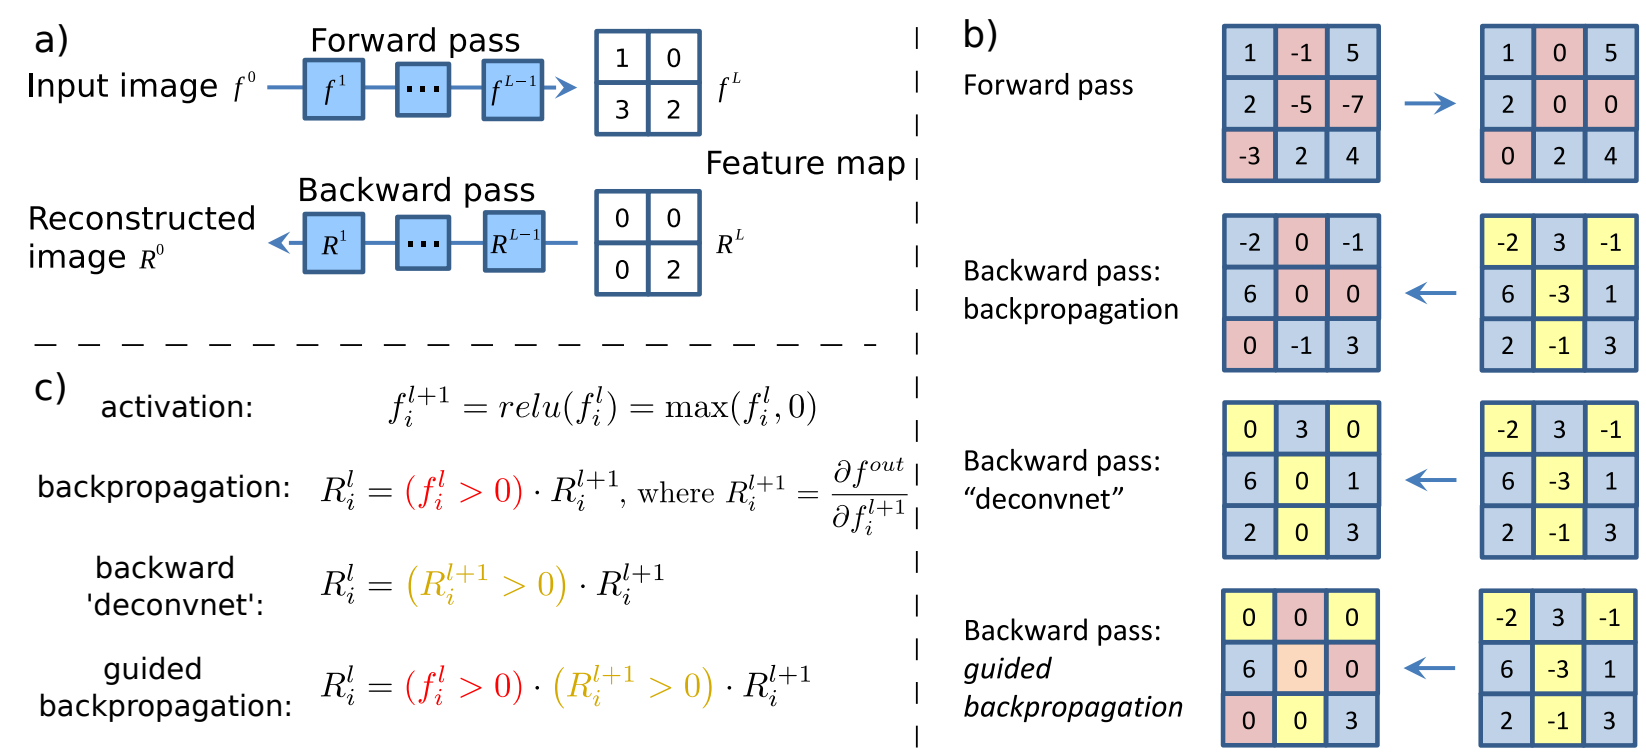 a)
Forward pass
Input image f^0
f^1
...
f^{L-1}
1 0
3 2
f^L
Feature map
Backward pass
Reconstructed
image R^0
R^1
...
R^{L-1}
0 0
0 2
R^L
b)
Forward pass
1 -1 5 1 0 5
2 -5 -7 2 0 0
-3 2 4 0 2 4
Backward pass:
backpropagation
-2 0 -1 -2 3 -1
6 0 0 6 -3 1
0 -1 3 2 -1 3
Backward pass:
“deconvnet”
0 3 0 -2 3 -1
6 0 1 6 -3 1
2 0 3 2 -1 3
Backward pass:
guided
backpropagation
0 0 0 -2 3 -1
6 0 0 6 -3 1
0 0 3 2 -1 3
c)
activation: f_i^{l+1} = relu(f_i^l) = max(f_i^l, 0)
backpropagation: R_i^l = (f_i^l > 0) · R_i^{l+1}, where R_i^{l+1} = ∂f^{out} / ∂f_i^{l+1}
backward
'deconvnet': R_i^l = (R_i^{l+1} > 0) · R_i^{l+1}
guided
backpropagation: R_i^l = (f_i^l > 0) · (R_i^{l+1} > 0) · R_i^{l+1}